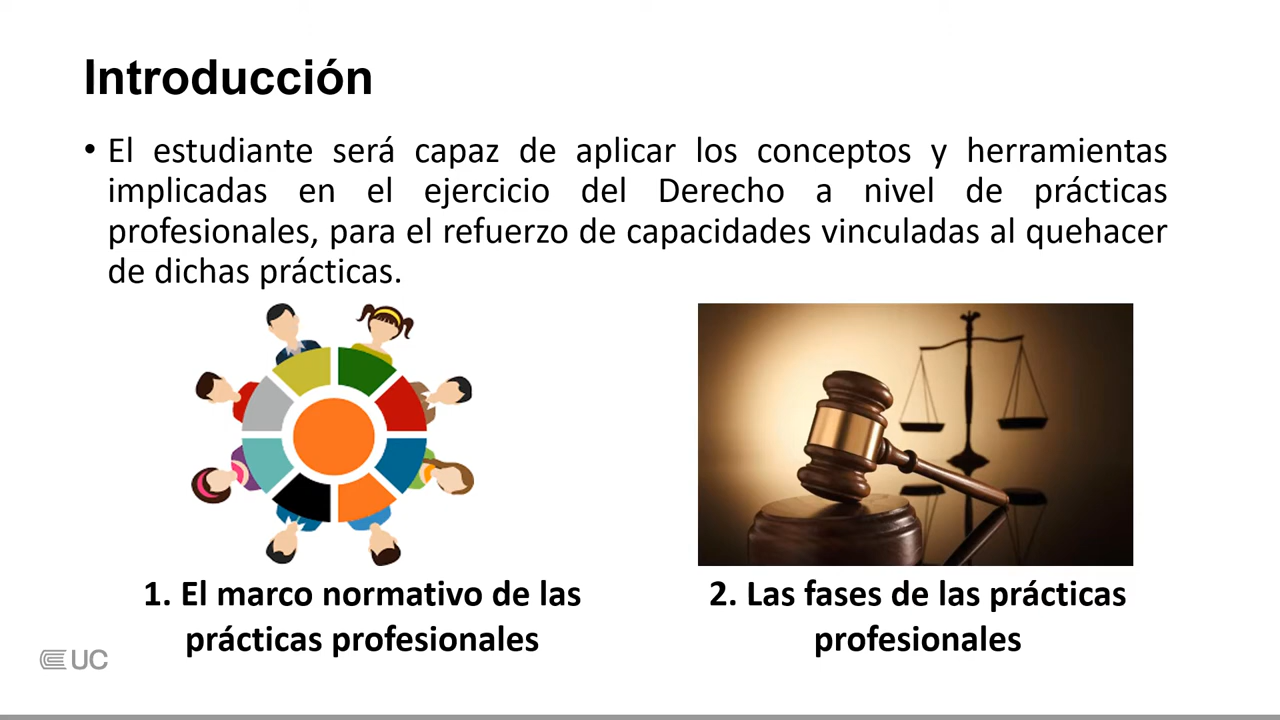 Introducción
• El estudiante será capaz de aplicar los conceptos y herramientas
implicadas en el ejercicio del Derecho a nivel de prácticas
profesionales, para el refuerzo de capacidades vinculadas al quehacer
de dichas prácticas.
1. El marco normativo de las
prácticas profesionales
2. Las fases de las prácticas
profesionales
UC